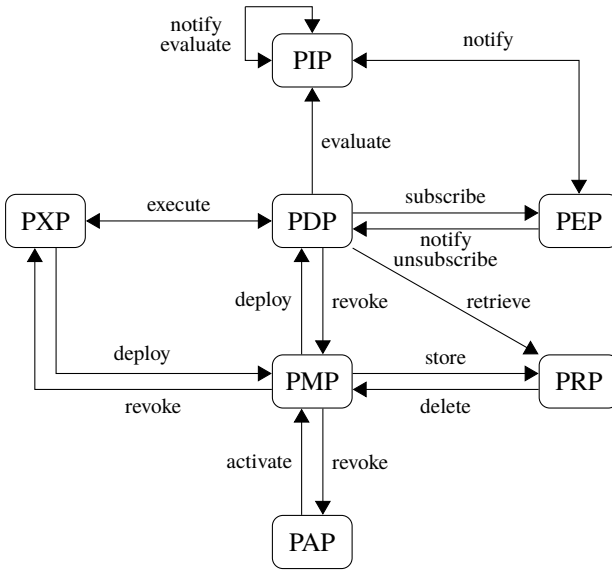 notify
evaluate
PIP
notify
evaluate
PXP
execute
PDP
subscribe
PEP
notify
unsubscribe
deploy
revoke
retrieve
deploy
PMP
store
PRP
revoke
delete
activate
revoke
PAP